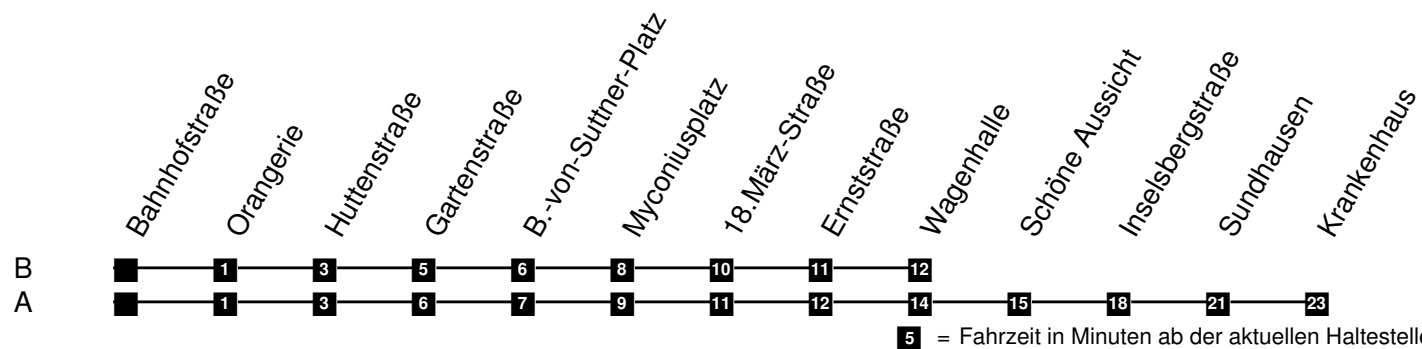 Bahnhofstraße
Orangerie
Huttenstraße
Gartenstraße
B.-von-Suttner-Platz
Myconiusplatz
18.März-Straße
Ernststraße
Wagenhalle
Schöne Aussicht
Inselsbergstraße
Sundhausen
Krankenhaus
B 1 3 5 6 8 10 11 12
A 1 3 6 7 9 11 12 14 15 18 21 23
5 = Fahrzeit in Minuten ab der aktuellen Haltestelle